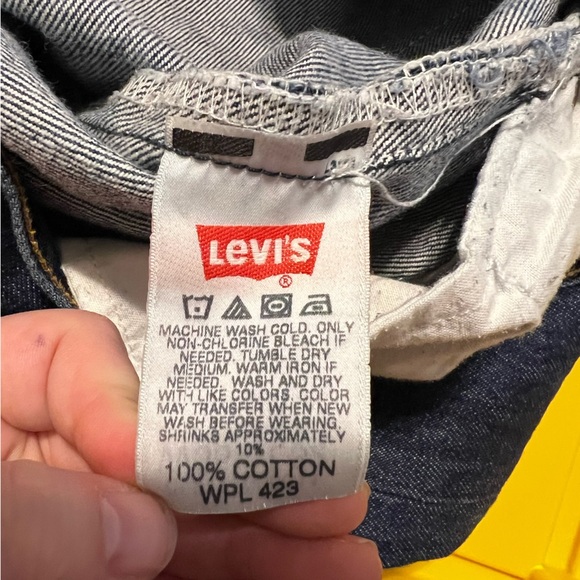 Levi's
®
MACHINE WASH COLD. ONLY
NON-CHLORINE BLEACH IF
NEEDED. TUMBLE DRY
MEDIUM. WARM IRON IF
NEEDED. WASH AND DRY
WITH LIKE COLORS. COLOR
MAY TRANSFER WHEN NEW
WASH BEFORE WEARING.
SHRINKS APPROXIMATELY
10%
100% COTTON
WPL 423